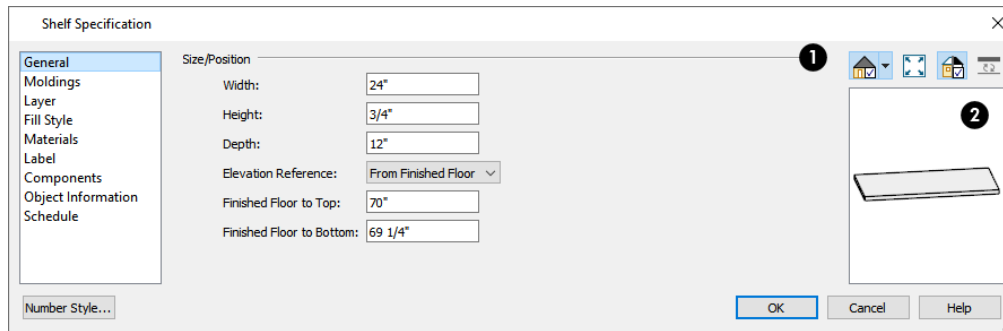 Shelf Specification
General
Moldings
Layer
Fill Style
Materials
Label
Components
Object Information
Schedule
Size/Position
Width: 24"
Height: 3/4"
Depth: 12"
Elevation Reference: From Finished Floor
Finished Floor to Top: 70"
Finished Floor to Bottom: 69 1/4"
1
2
Number Style...
OK
Cancel
Help